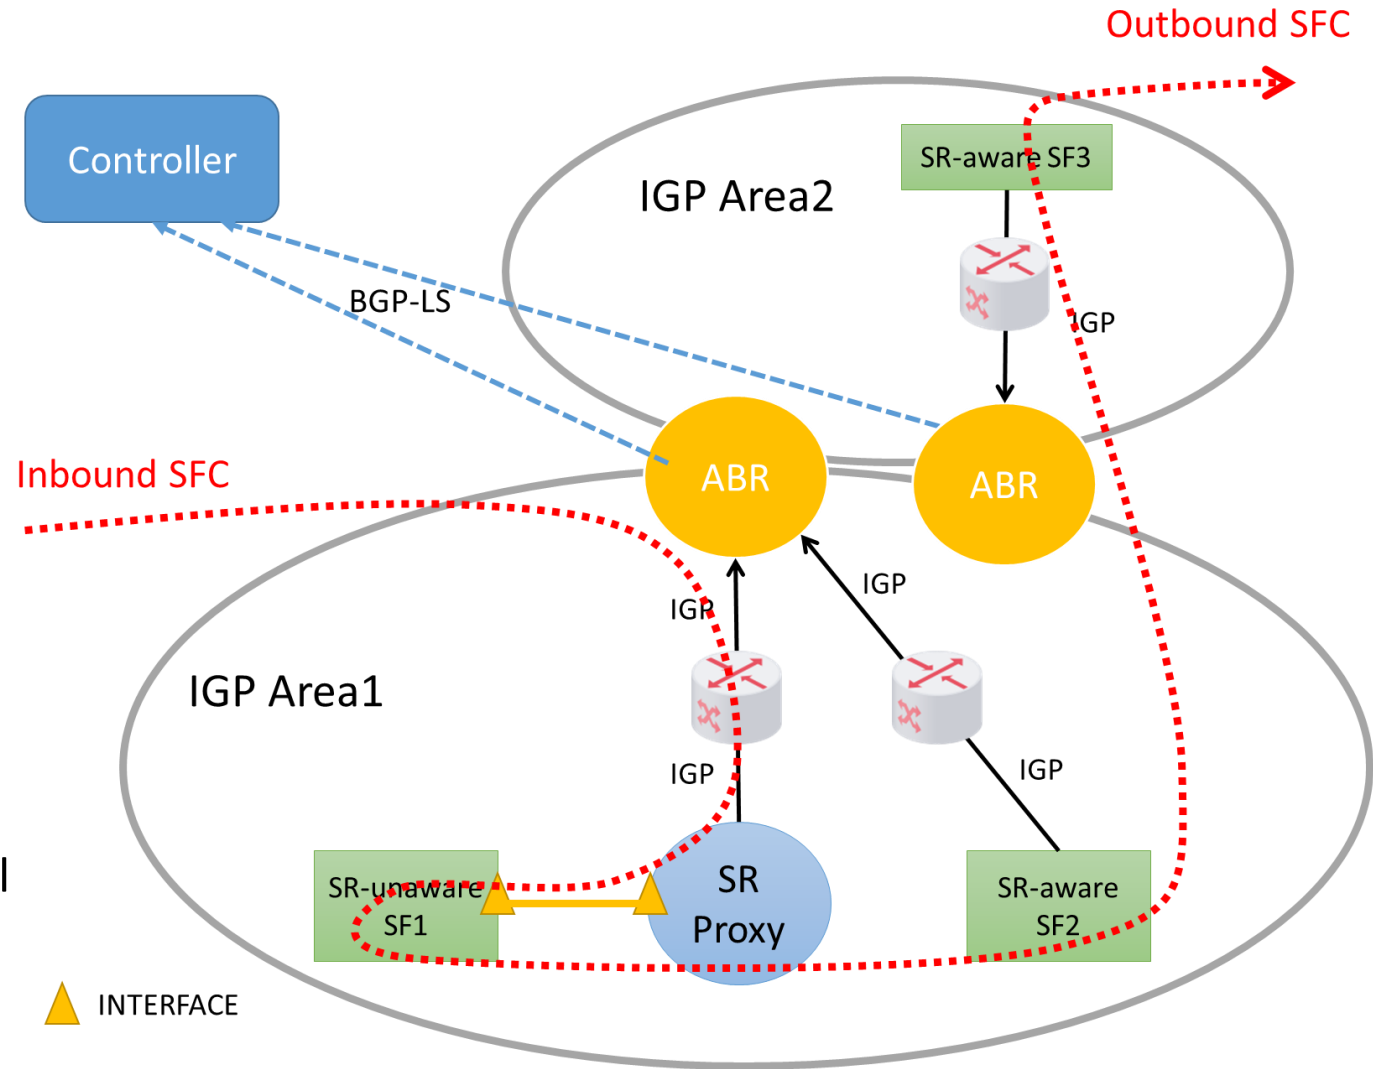 Outbound SFC
Controller
SR-aware SF3
IGP Area2
BGP-LS
IGP
Inbound SFC
ABR
ABR
IGP
IGP
IGP Area1
IGP
IGP
SR-unaware
SF1
SR
Proxy
SR-aware
SF2
l
INTERFACE